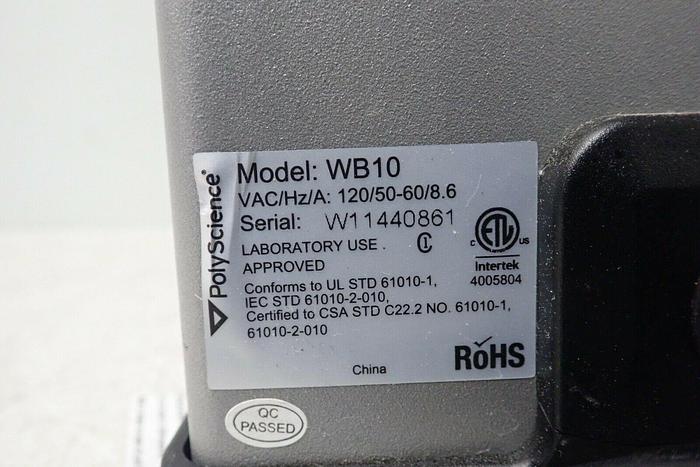 PolyScience®
Model: WB10
VAC/Hz/A: 120/50-60/8.6
Serial: W11440861
LABORATORY USE
APPROVED
Conforms to UL STD 61010-1,
IEC STD 61010-2-010,
Certified to CSA STD C22.2 NO. 61010-1,
61010-2-010
C ETL US
Intertek
4005804
RoHS
China
QC
PASSED